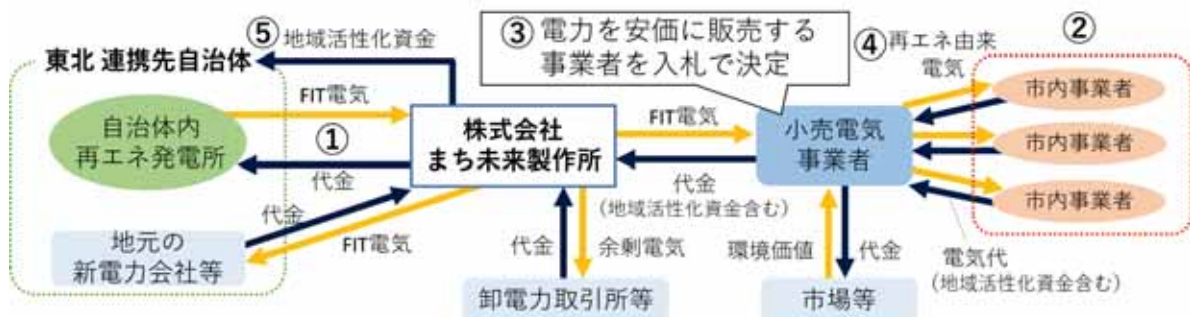 ⑤ 地域活性化資金
東北 連携先自治体
③ 電力を安価に販売する
事業者を入札で決定
④ 再エネ由来
電気
②
FIT電気
自治体内
再エネ発電所
①
代金
株式会社
まち未来製作所
FIT電気
小売電気
事業者
市内事業者
市内事業者
市内事業者
代金
(地域活性化資金含む)
代金
FIT電気
地元の
新電力会社等
代金
余剰電気
環境価値
代金
電気代
(地域活性化資金含む)
卸電力取引所等
市場等